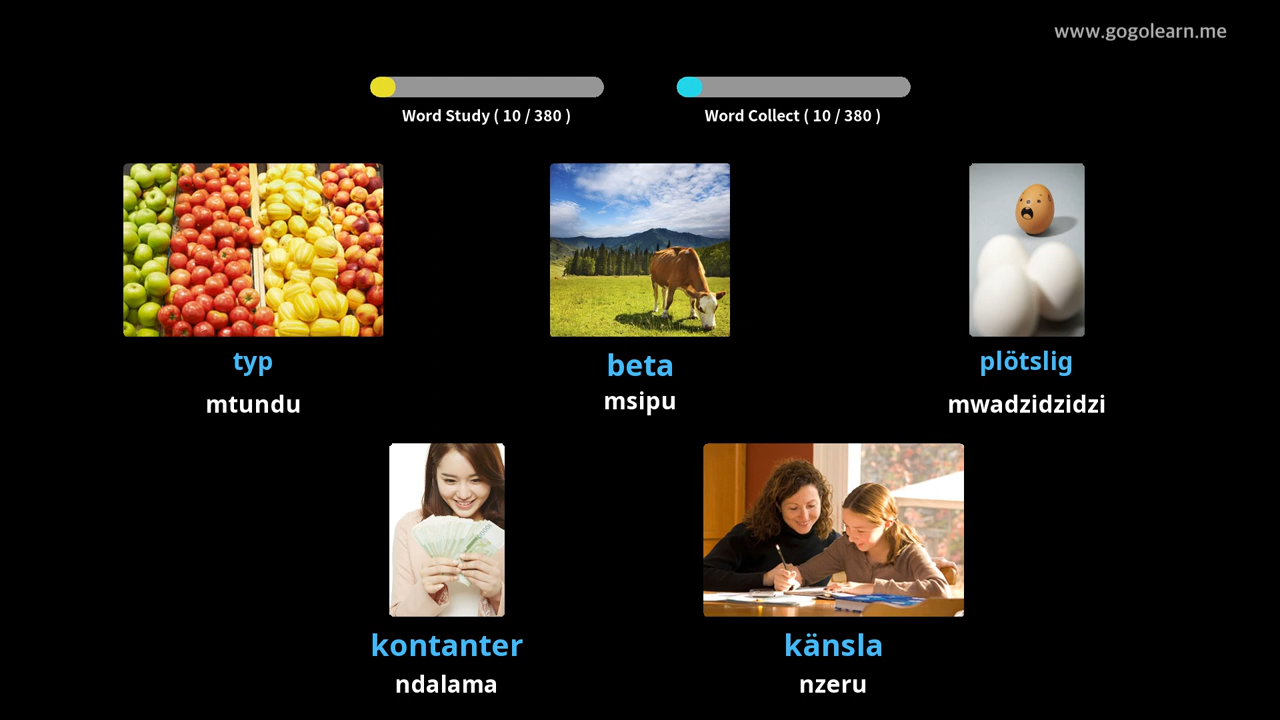 www.gogolearn.me
Word Study ( 10 / 380 )
Word Collect ( 10 / 380 )
typ
mtundu
beta
msipu
plötslig
mwadzidzidzi
kontanter
ndalama
känsla
nzeru